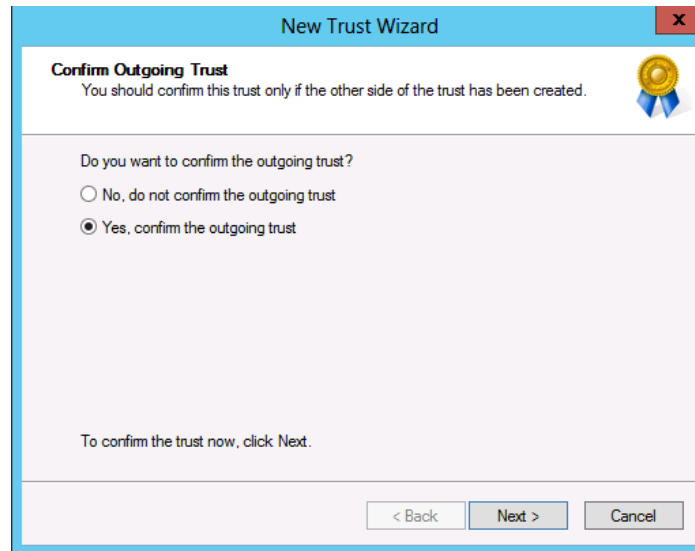 New Trust Wizard
x
Confirm Outgoing Trust
You should confirm this trust only if the other side of the trust has been created.
Do you want to confirm the outgoing trust?
No, do not confirm the outgoing trust
Yes, confirm the outgoing trust
To confirm the trust now, click Next.
< Back Next > Cancel